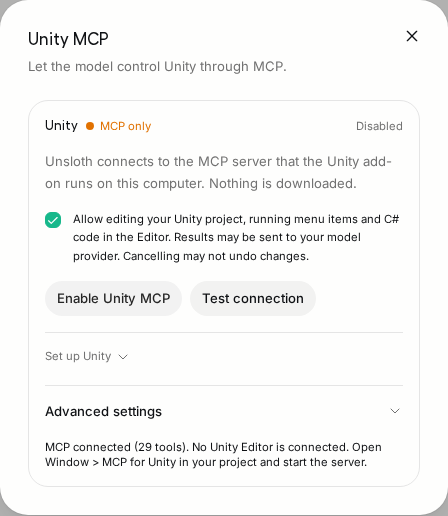 Unity MCP
Let the model control Unity through MCP.
Unity MCP only Disabled
Unsloth connects to the MCP server that the Unity add-
on runs on this computer. Nothing is downloaded.
Allow editing your Unity project, running menu items and C#
code in the Editor. Results may be sent to your model
provider. Cancelling may not undo changes.
Enable Unity MCP Test connection
Set up Unity
Advanced settings
MCP connected (29 tools). No Unity Editor is connected. Open
Window > MCP for Unity in your project and start the server.